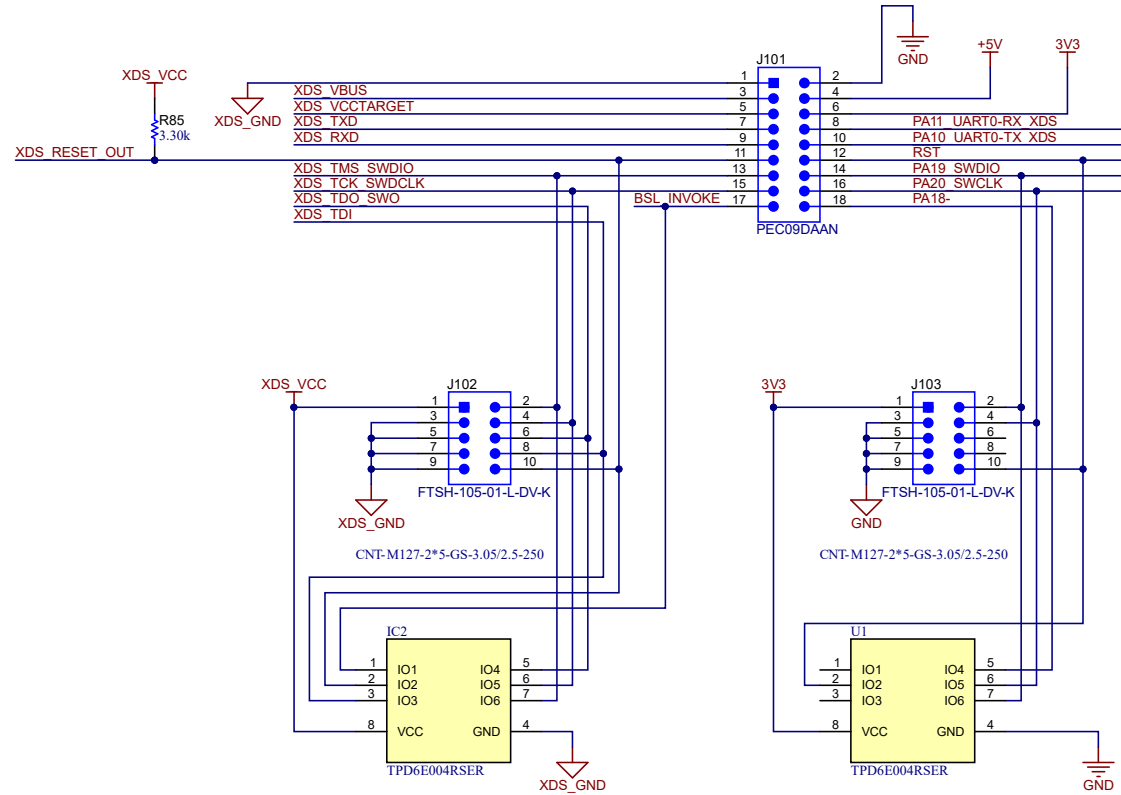 GND
+5V
3V3
J101
XDS_VCC
1
2
XDS_VBUS
3
4
XDS_GND
R85
3.30k
XDS_VCCTARGET
5
6
XDS_TXD
7
8
PA11_UART0-RX_XDS
XDS_RXD
9
10
PA10_UART0-TX_XDS
XDS_RESET_OUT
11
12
RST
XDS_TMS_SWDIO
13
14
PA19_SWDIO
XDS_TCK_SWDCLK
15
16
PA20_SWCLK
XDS_TDO_SWO
BSL_INVOKE
17
18
PA18-
XDS_TDI
PEC09DAAN
XDS_VCC
J102
1
2
3
4
5
6
7
8
9
10
FTSH-105-01-L-DV-K
XDS_GND
CNT-M127-2*5-GS-3.05/2.5-250
3V3
J103
1
2
3
4
5
6
7
8
9
10
FTSH-105-01-L-DV-K
GND
CNT-M127-2*5-GS-3.05/2.5-250
IC2
1
IO1
IO4
5
2
IO2
IO5
6
3
IO3
IO6
7
8
VCC
GND
4
TPD6E004RSER
XDS_GND
U1
1
IO1
IO4
5
2
IO2
IO5
6
3
IO3
IO6
7
8
VCC
GND
4
TPD6E004RSER
GND